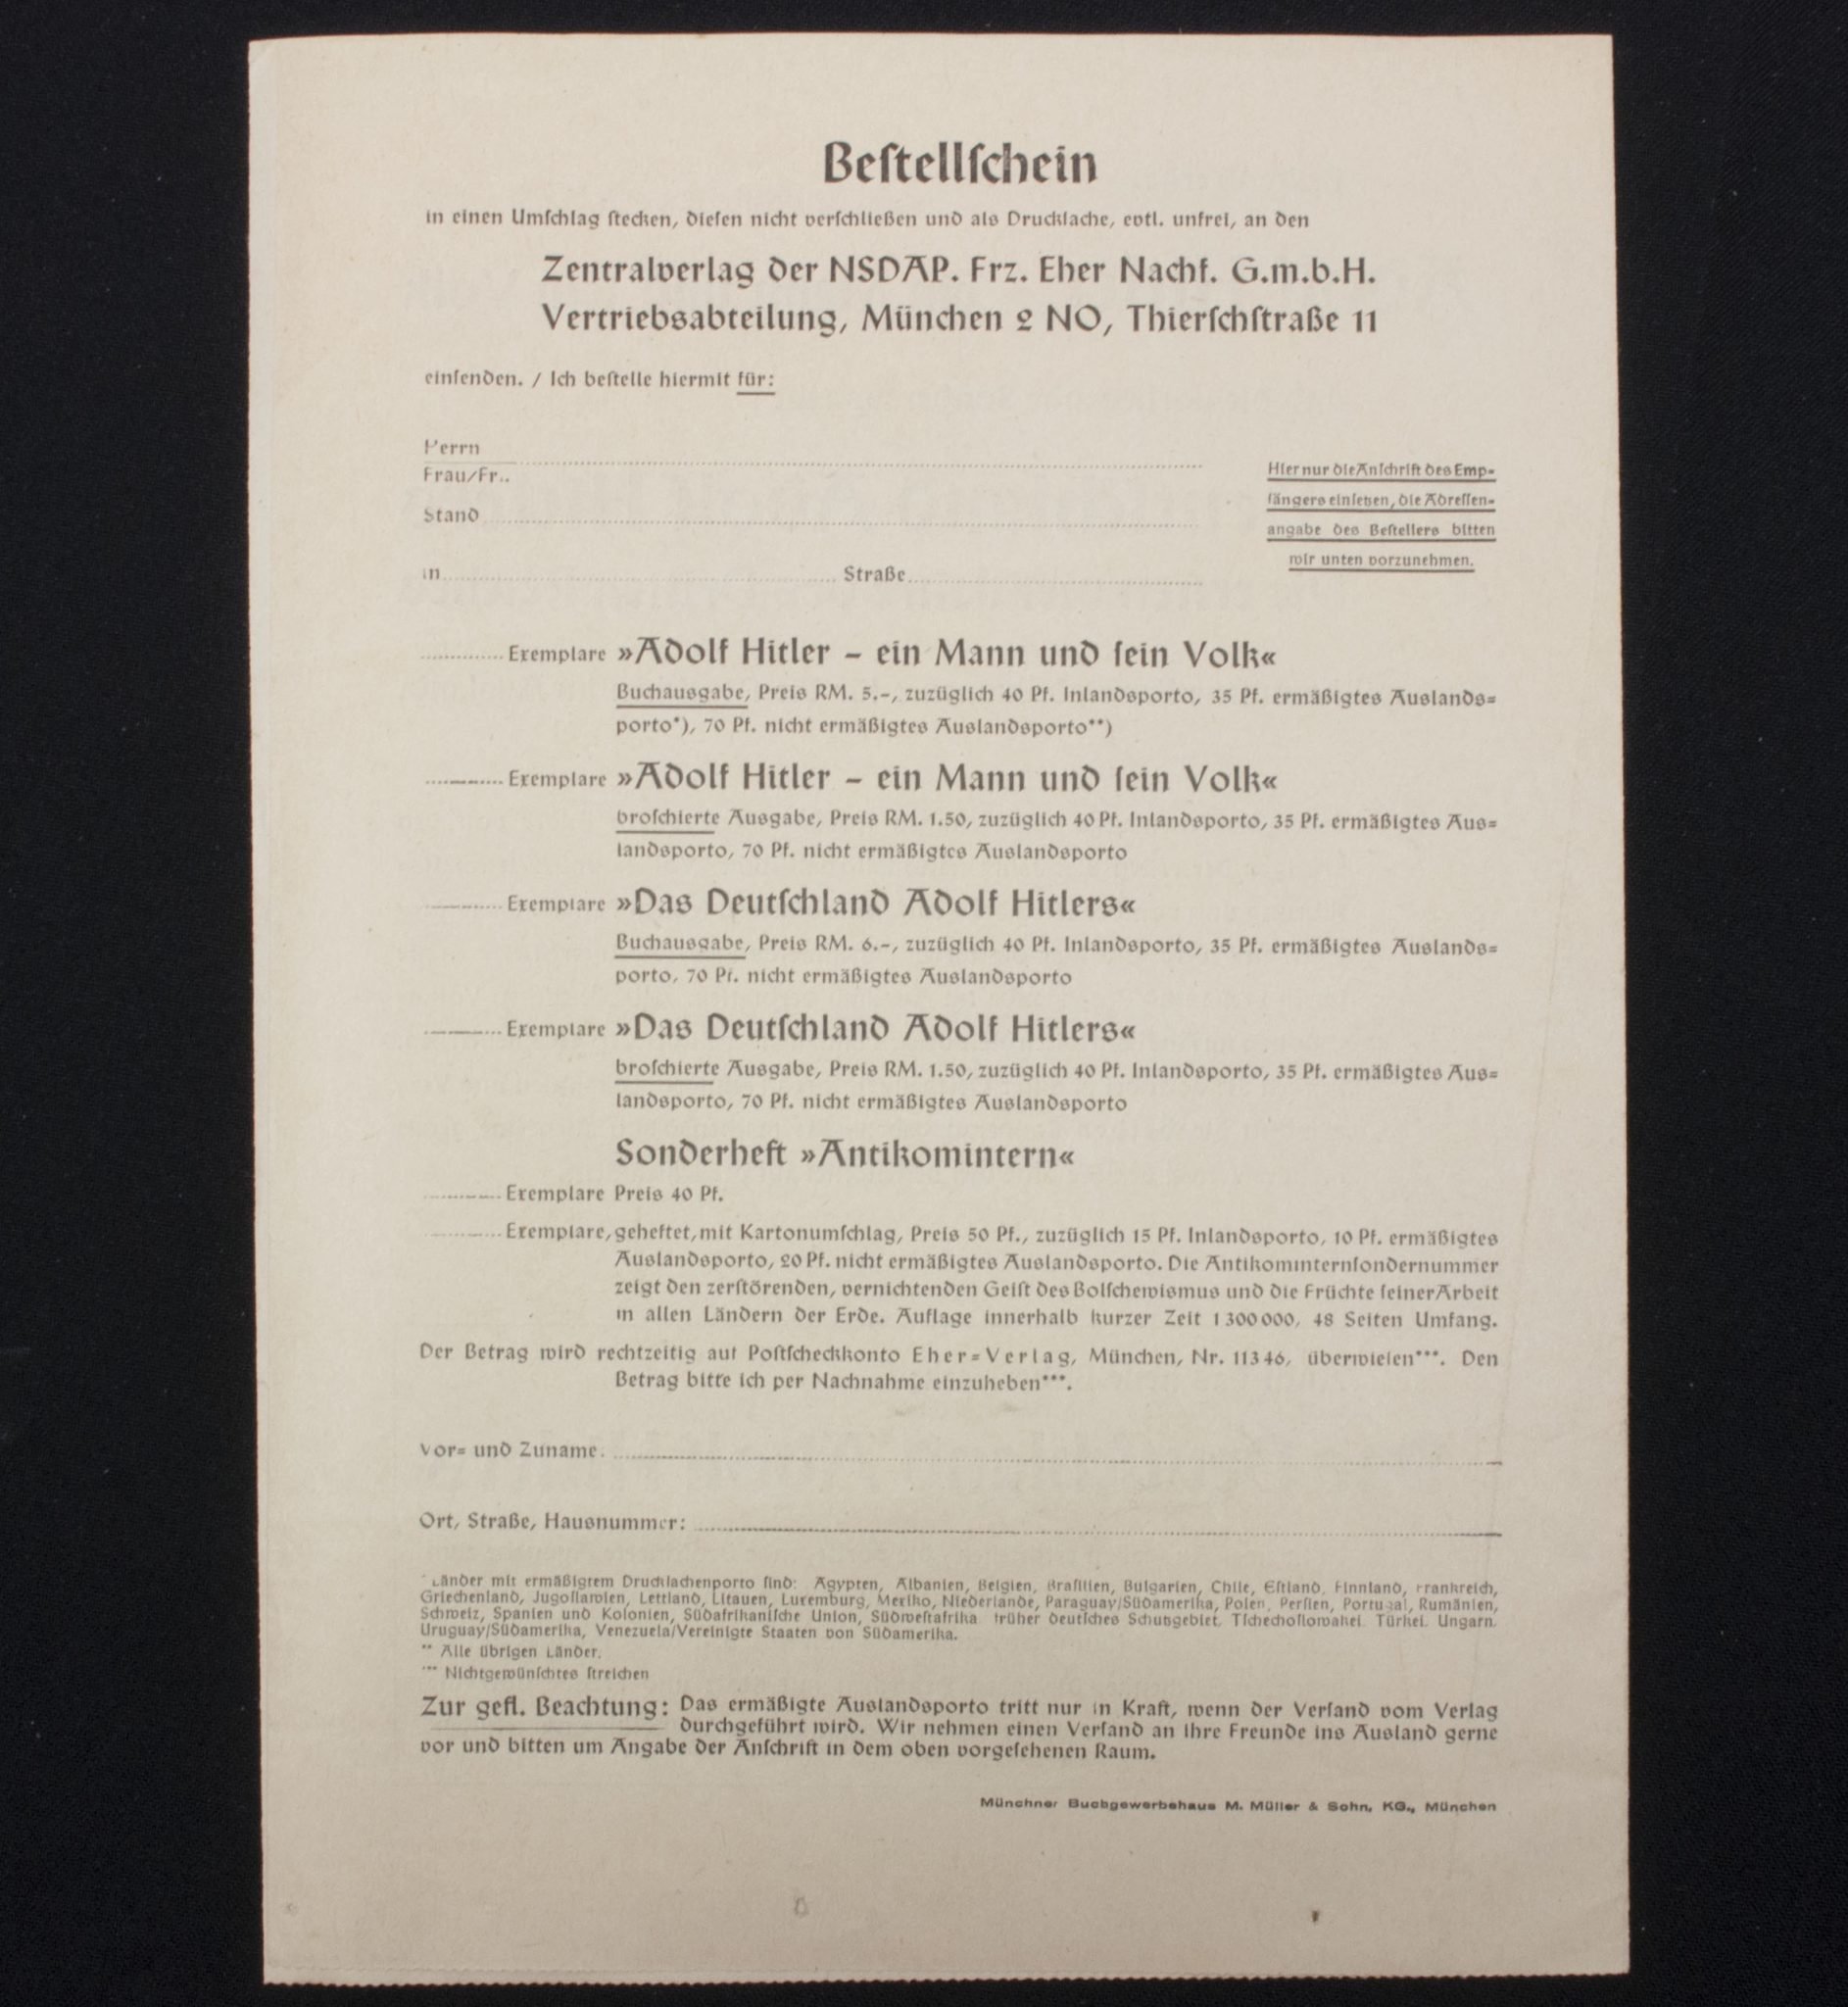 Beſtellſchein
in einen Umſchlag ſtecken, dieſen nicht verſchließen und als Druckſache, evtl. unfrei, an den
Zentralverlag der NSDAP. Frz. Eher Nachf. G.m.b.H.
Vertriebsabteilung, München 2 NO, Thierſchſtraße 11
einſenden. / Ich beſtelle hiermit für:
Herrn
Frau/Frl.
Stand
in Straße
Hier nur die Anſchrift des Emp=
fängers einſetzen, die Adreſſen=
angabe des Beſtellers bitten
wir unten vorzunehmen.
Exemplare »Adolf Hitler – ein Mann und ſein Volk«
Buchausgabe, Preis RM. 5.–, zuzüglich 40 Pf. Inlandsporto, 35 Pf. ermäßigtes Auslands=
porto*), 70 Pf. nicht ermäßigtes Auslandsporto**)
Exemplare »Adolf Hitler – ein Mann und ſein Volk«
broſchierte Ausgabe, Preis RM. 1.50, zuzüglich 40 Pf. Inlandsporto, 35 Pf. ermäßigtes Aus=
landsporto, 70 Pf. nicht ermäßigtes Auslandsporto
Exemplare »Das Deutſchland Adolf Hitlers«
Buchausgabe, Preis RM. 6.–, zuzüglich 40 Pf. Inlandsporto, 35 Pf. ermäßigtes Auslands=
porto, 70 Pf. nicht ermäßigtes Auslandsporto
Exemplare »Das Deutſchland Adolf Hitlers«
broſchierte Ausgabe, Preis RM. 1.50, zuzüglich 40 Pf. Inlandsporto, 35 Pf. ermäßigtes Aus=
landsporto, 70 Pf. nicht ermäßigtes Auslandsporto
Sonderheft »Antikomintern«
Exemplare Preis 40 Pf.
Exemplare, geheftet, mit Kartonumſchlag, Preis 50 Pf., zuzüglich 15 Pf. Inlandsporto, 10 Pf. ermäßigtes
Auslandsporto, 20 Pf. nicht ermäßigtes Auslandsporto. Die Antikominternſondernummer
zeigt den zerſtörenden, vernichtenden Geiſt des Bolſchewismus und die Früchte ſeiner Arbeit
in allen Ländern der Erde. Auflage innerhalb kurzer Zeit 1 300 000, 48 Seiten Umfang.
Der Betrag wird rechtzeitig auf Poſtſcheckkonto Eher=Verlag, München, Nr. 11346, überwieſen***. Den
Betrag bitte ich per Nachnahme einzuheben***.
Vor= und Zuname:
Ort, Straße, Hausnummer:
* Länder mit ermäßigtem Druckſachenporto ſind: Ägypten, Albanien, Belgien, Braſilien, Bulgarien, Chile, Eſtland, Finnland, Frankreich,
Griechenland, Jugoſlawien, Lettland, Litauen, Luxemburg, Mexiko, Niederlande, Paraguay/Südamerika, Polen, Perſien, Portugal, Rumänien,
Schweiz, Spanien und Kolonien, Südafrikaniſche Union, Südweſtafrika früher deutſches Schutzgebiet, Tſchechoſlowakei, Türkei, Ungarn,
Uruguay/Südamerika, Venezuela/Vereinigte Staaten von Südamerika.
** Alle übrigen Länder.
*** Nichtgewünſchtes ſtreichen
Zur gefl. Beachtung: Das ermäßigte Auslandsporto tritt nur in Kraft, wenn der Verſand vom Verlag
durchgeführt wird. Wir nehmen einen Verſand an Ihre Freunde ins Ausland gerne
vor und bitten um Angabe der Anſchrift in dem oben vorgeſehenen Raum.
Münchner Buchgewerbehaus M. Müller & Sohn, KG., München